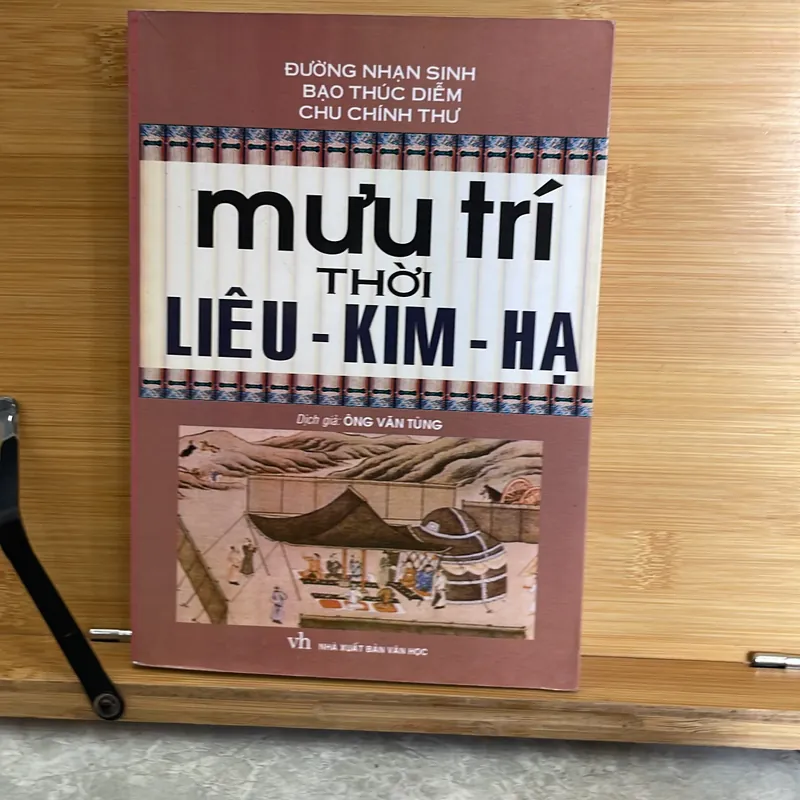 ĐƯỜNG NHẠN SINH
BẠO THÚC DIỄM
CHU CHÍNH THƯ
mưu trí
THỜI
LIÊU - KIM - HẠ
Dịch giả: ÔNG VĂN TÙNG
vh NHÀ XUẤT BẢN VĂN HỌC